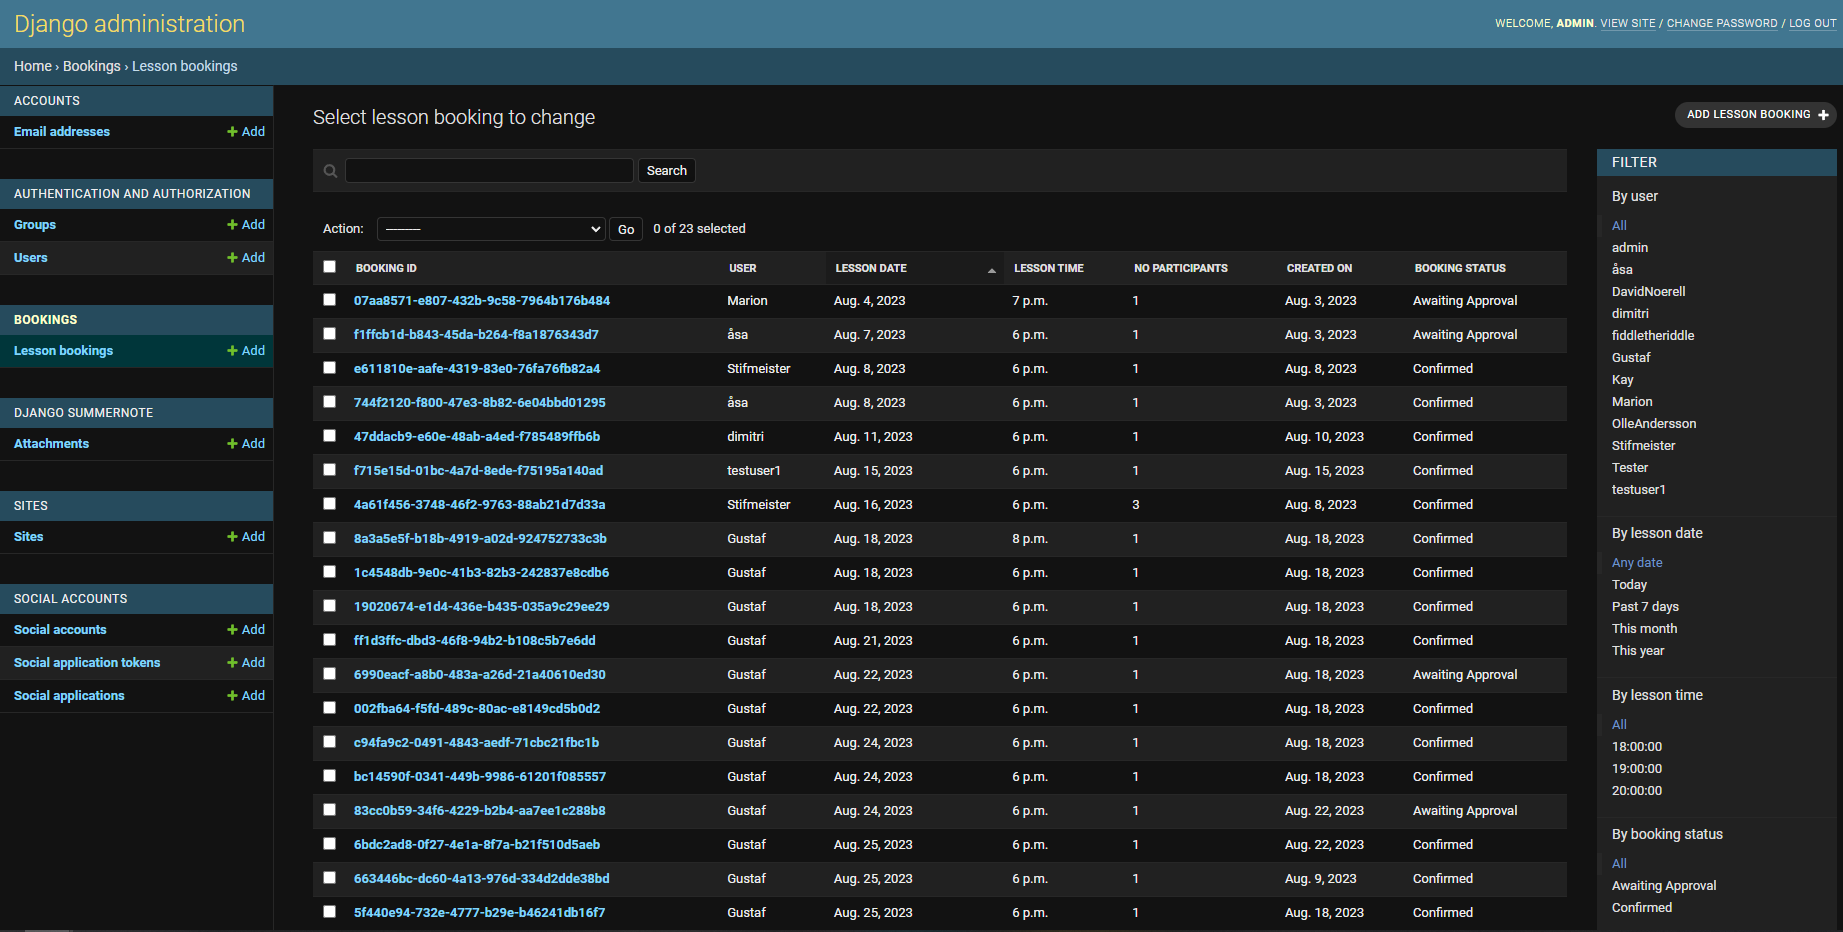 Django administration
WELCOME, ADMIN. VIEW SITE / CHANGE PASSWORD / LOG OUT
Home › Bookings › Lesson bookings
ACCOUNTS
Email addresses + Add
AUTHENTICATION AND AUTHORIZATION
Groups + Add
Users + Add
BOOKINGS
Lesson bookings + Add
DJANGO SUMMERNOTE
Attachments + Add
SITES
Sites + Add
SOCIAL ACCOUNTS
Social accounts + Add
Social application tokens + Add
Social applications + Add
Select lesson booking to change
ADD LESSON BOOKING +
Search
Action: --------- Go 0 of 23 selected
BOOKING ID USER LESSON DATE LESSON TIME NO PARTICIPANTS CREATED ON BOOKING STATUS
07aa8571-e807-432b-9c58-7964b176b484 Marion Aug. 4, 2023 7 p.m. 1 Aug. 3, 2023 Awaiting Approval
f1ffcb1d-b843-45da-b264-f8a1876343d7 åsa Aug. 7, 2023 6 p.m. 1 Aug. 3, 2023 Awaiting Approval
e611810e-aafe-4319-83e0-76fa76fb82a4 Stifmeister Aug. 8, 2023 6 p.m. 1 Aug. 8, 2023 Confirmed
744f2120-f800-47e3-8b82-6e04bbd01295 åsa Aug. 8, 2023 6 p.m. 1 Aug. 3, 2023 Confirmed
47ddacb9-e60e-48ab-a4ed-f785489ffb6b dimitri Aug. 11, 2023 6 p.m. 1 Aug. 10, 2023 Confirmed
f715e15d-01bc-4a7d-8ede-f75195a140ad testuser1 Aug. 15, 2023 6 p.m. 1 Aug. 15, 2023 Confirmed
4a61f456-3748-46f2-9763-88ab21d7d33a Stifmeister Aug. 16, 2023 6 p.m. 3 Aug. 8, 2023 Confirmed
8a3a5e5f-b18b-4919-a02d-924752733c3b Gustaf Aug. 18, 2023 8 p.m. 1 Aug. 18, 2023 Confirmed
1c4548db-9e0c-41b3-82b3-242837e8cdb6 Gustaf Aug. 18, 2023 6 p.m. 1 Aug. 18, 2023 Confirmed
19020674-e1d4-436e-b435-035a9c29ee29 Gustaf Aug. 18, 2023 6 p.m. 1 Aug. 18, 2023 Confirmed
ff1d3ffc-dbd3-46f8-94b2-b108c5b7e6dd Gustaf Aug. 21, 2023 6 p.m. 1 Aug. 18, 2023 Confirmed
6990eacf-a8b0-483a-a26d-21a40610ed30 Gustaf Aug. 22, 2023 6 p.m. 1 Aug. 18, 2023 Awaiting Approval
002fba64-f5fd-489c-80ac-e8149cd5b0d2 Gustaf Aug. 22, 2023 6 p.m. 1 Aug. 18, 2023 Confirmed
c94fa9c2-0491-4843-aedf-71cbc21fbc1b Gustaf Aug. 24, 2023 6 p.m. 1 Aug. 18, 2023 Confirmed
bc14590f-0341-449b-9986-61201f085557 Gustaf Aug. 24, 2023 6 p.m. 1 Aug. 18, 2023 Confirmed
83cc0b59-34f6-4229-b2b4-aa7ee1c288b8 Gustaf Aug. 24, 2023 6 p.m. 1 Aug. 22, 2023 Awaiting Approval
6bdc2ad8-0f27-4e1a-8f7a-b21f510d5aeb Gustaf Aug. 25, 2023 6 p.m. 1 Aug. 22, 2023 Confirmed
663446bc-dc60-4a13-976d-334d2dde38bd Gustaf Aug. 25, 2023 6 p.m. 1 Aug. 9, 2023 Confirmed
5f440e94-732e-4777-b29e-b46241db16f7 Gustaf Aug. 25, 2023 6 p.m. 1 Aug. 18, 2023 Confirmed
FILTER
By user
All
admin
åsa
DavidNoerell
dimitri
fiddletheriddle
Gustaf
Kay
Marion
OlleAndersson
Stifmeister
Tester
testuser1
By lesson date
Any date
Today
Past 7 days
This month
This year
By lesson time
All
18:00:00
19:00:00
20:00:00
By booking status
All
Awaiting Approval
Confirmed